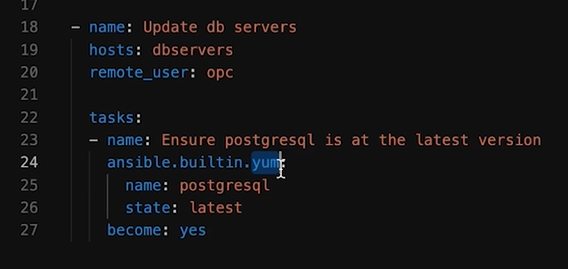 17
18 - name: Update db servers
19 hosts: dbservers
20 remote_user: opc
21
22 tasks:
23 - name: Ensure postgresql is at the latest version
24 ansible.builtin.yum:
25 name: postgresql
26 state: latest
27 become: yes